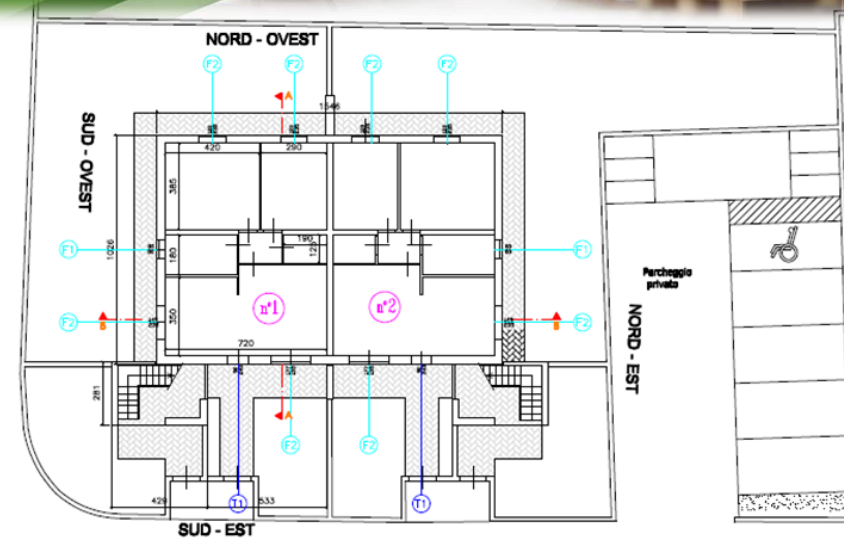 NORD - OVEST
F2 F2 F2 F2
A
1546
SUD - OVEST
420 290
385
1026
F1 180 190 120 F1
Parcheggio
privato
n°1 n°2
F2 350 F2
B B
NORD - EST
720
281
A
F2 F2
429 T1 533 T1
SUD - EST